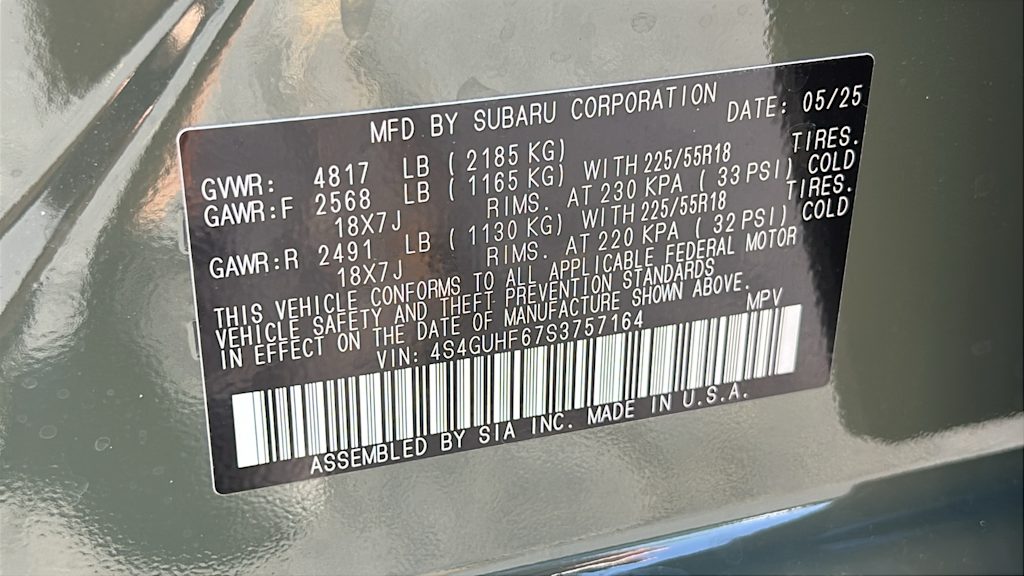 MFD BY SUBARU CORPORATION DATE: 05/25
GVWR: 4817 LB ( 2185 KG)
GAWR:F 2568 LB ( 1165 KG) WITH 225/55R18 TIRES.
18X7J RIMS. AT 230 KPA ( 33 PSI) COLD
GAWR:R 2491 LB ( 1130 KG) WITH 225/55R18 TIRES.
18X7J RIMS. AT 220 KPA ( 32 PSI) COLD
THIS VEHICLE CONFORMS TO ALL APPLICABLE FEDERAL MOTOR
VEHICLE SAFETY AND THEFT PREVENTION STANDARDS
IN EFFECT ON THE DATE OF MANUFACTURE SHOWN ABOVE.
VIN: 4S4GUHF67S3757164 MPV
ASSEMBLED BY SIA INC. MADE IN U.S.A.